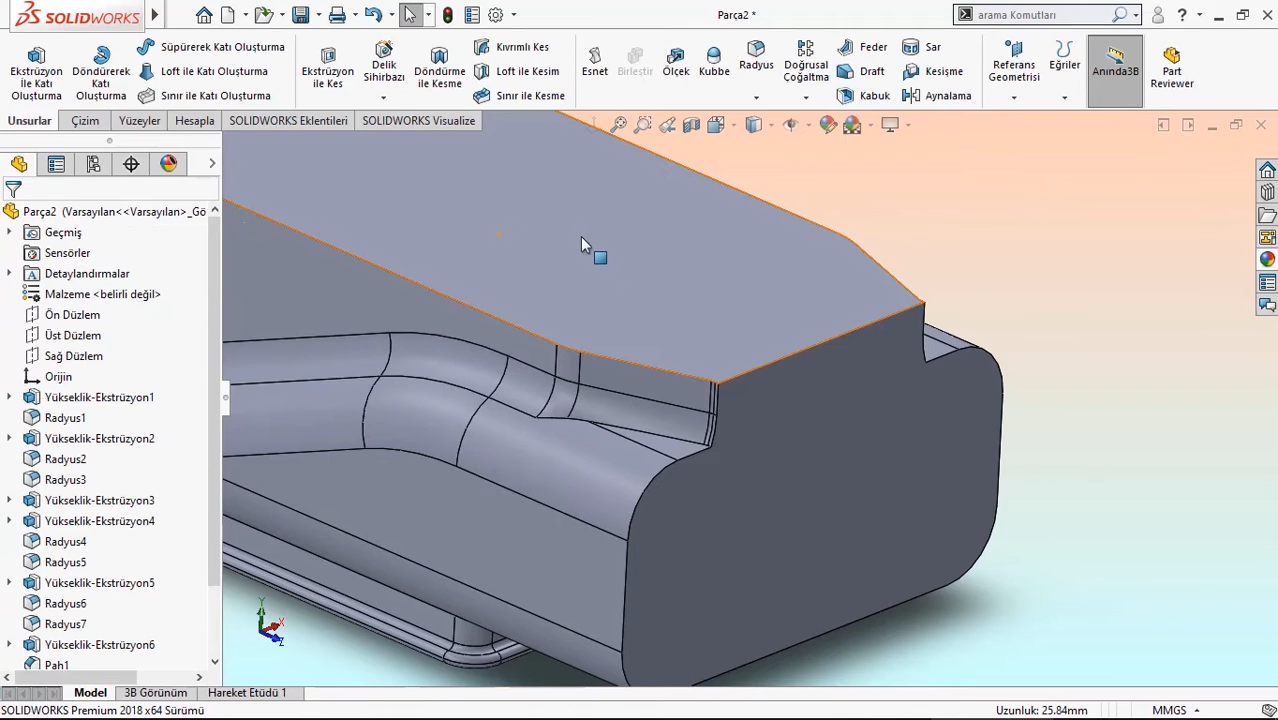 SOLIDWORKS
Parça2 *
arama Komutları
Ekstrüzyon ile Katı Oluşturma
Döndürerek Katı Oluşturma
Süpürerek Katı Oluşturma
Loft ile Katı Oluşturma
Sınır ile Katı Oluşturma
Ekstrüzyon ile Kes
Delik Sihirbazı
Döndürme ile Kesme
Kıvrımlı Kes
Loft ile Kesim
Sınır ile Kesme
Esnet
Birleştir
Ölçek
Kubbe
Radyus
Doğrusal Çoğaltma
Feder
Draft
Kabuk
Sar
Kesişme
Aynalama
Referans Geometrisi
Eğriler
Anında3B
Part Reviewer
Unsurlar
Çizim
Yüzeyler
Hesapla
SOLIDWORKS Eklentileri
SOLIDWORKS Visualize
Parça2 (Varsayılan<<Varsayılan>_Gö
Geçmiş
Sensörler
Detaylandırmalar
Malzeme <belirli değil>
Ön Düzlem
Üst Düzlem
Sağ Düzlem
Orijin
Yükseklik-Ekstrüzyon1
Radyus1
Yükseklik-Ekstrüzyon2
Radyus2
Radyus3
Yükseklik-Ekstrüzyon3
Yükseklik-Ekstrüzyon4
Radyus4
Radyus5
Yükseklik-Ekstrüzyon5
Radyus6
Radyus7
Yükseklik-Ekstrüzyon6
Pah1
Y
X
Z
Model
3B Görünüm
Hareket Etüdü 1
SOLIDWORKS Premium 2018 x64 Sürümü
Uzunluk: 25.84mm
MMGS